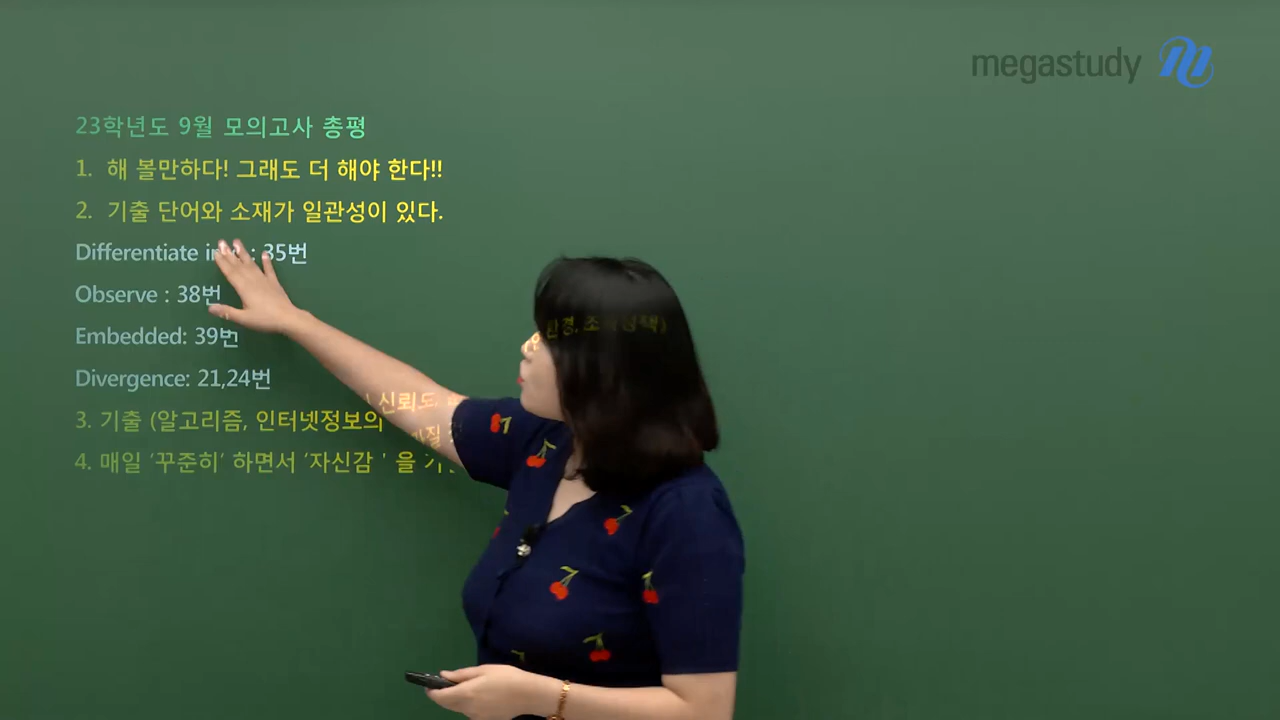 megastudy
23학년도 9월 모의고사 총평
1. 해 볼만하다! 그래도 더 해야 한다!!
2. 기출 단어와 소재가 일관성이 있다.
Differentiate : 35번
Observe : 38번
Embedded: 39번
Divergence: 21,24번
3. 기출 (알고리즘, 인터넷정보의 신뢰도,
4. 매일 ‘꾸준히’ 하면서 ‘자신감 ' 을